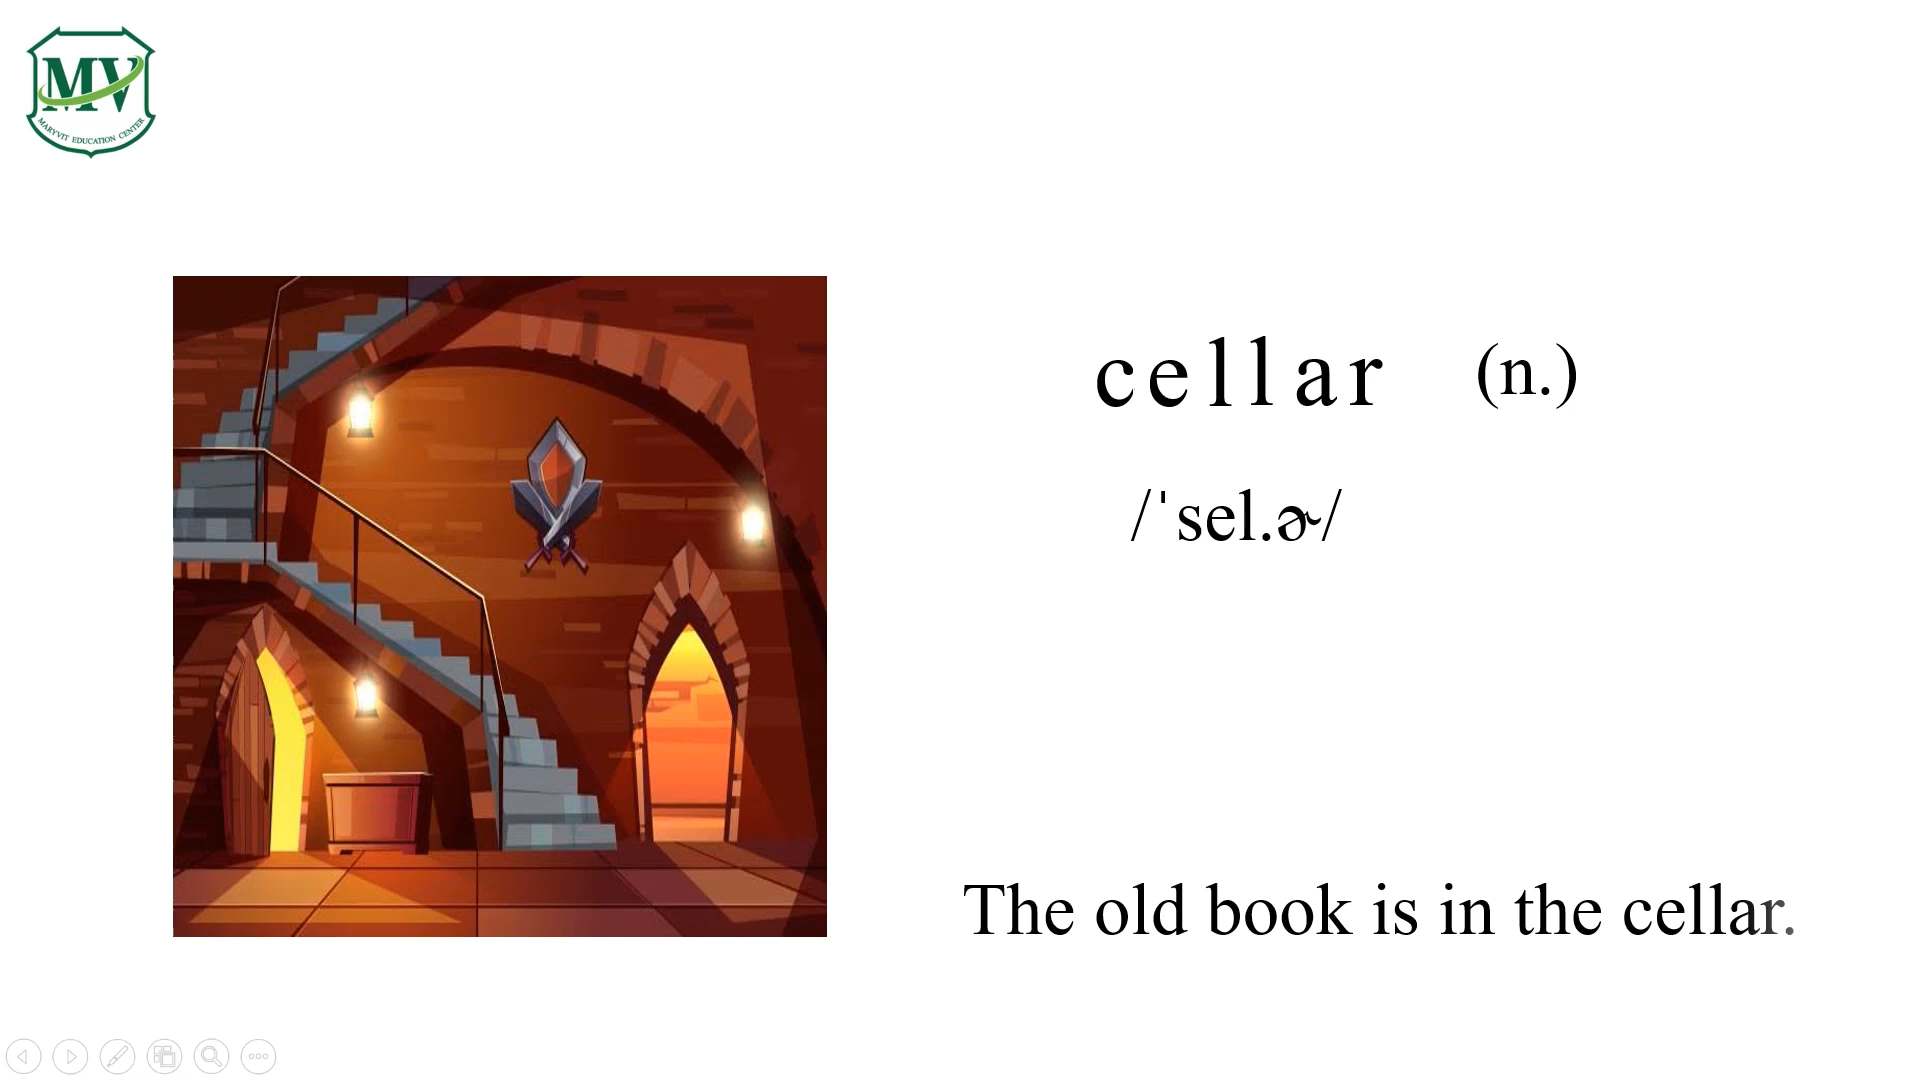 MV
MARYVIT EDUCATION CENTER
cellar (n.)
/ˈsel.ɚ/
The old book is in the cellar.